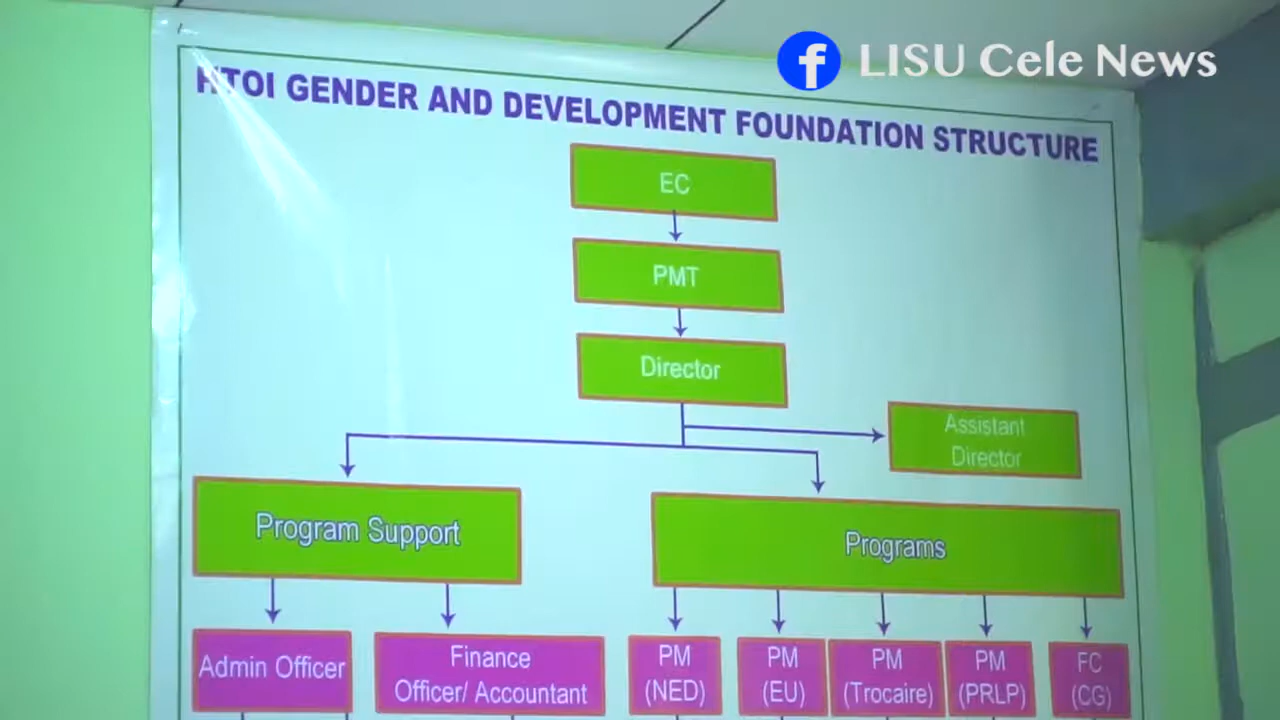 LISU Cele News
HTOI GENDER AND DEVELOPMENT FOUNDATION STRUCTURE
EC
PMT
Director
Assistant
Director
Program Support
Programs
Admin Officer
Finance
Officer/ Accountant
PM
(NED)
PM
(EU)
PM
(Trocaire)
PM
(PRLP)
FC
(CG)